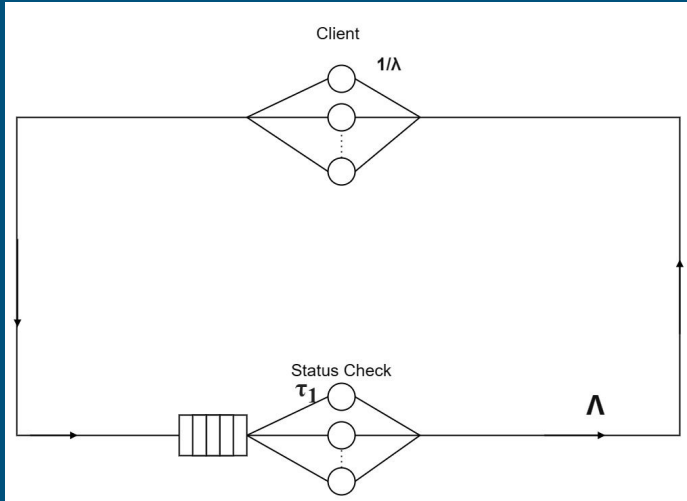 Client
1/λ
Status Check
τ1
Λ